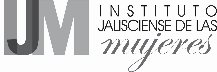 IJM
INSTITUTO
JALISCIENSE DE LAS
mujeres